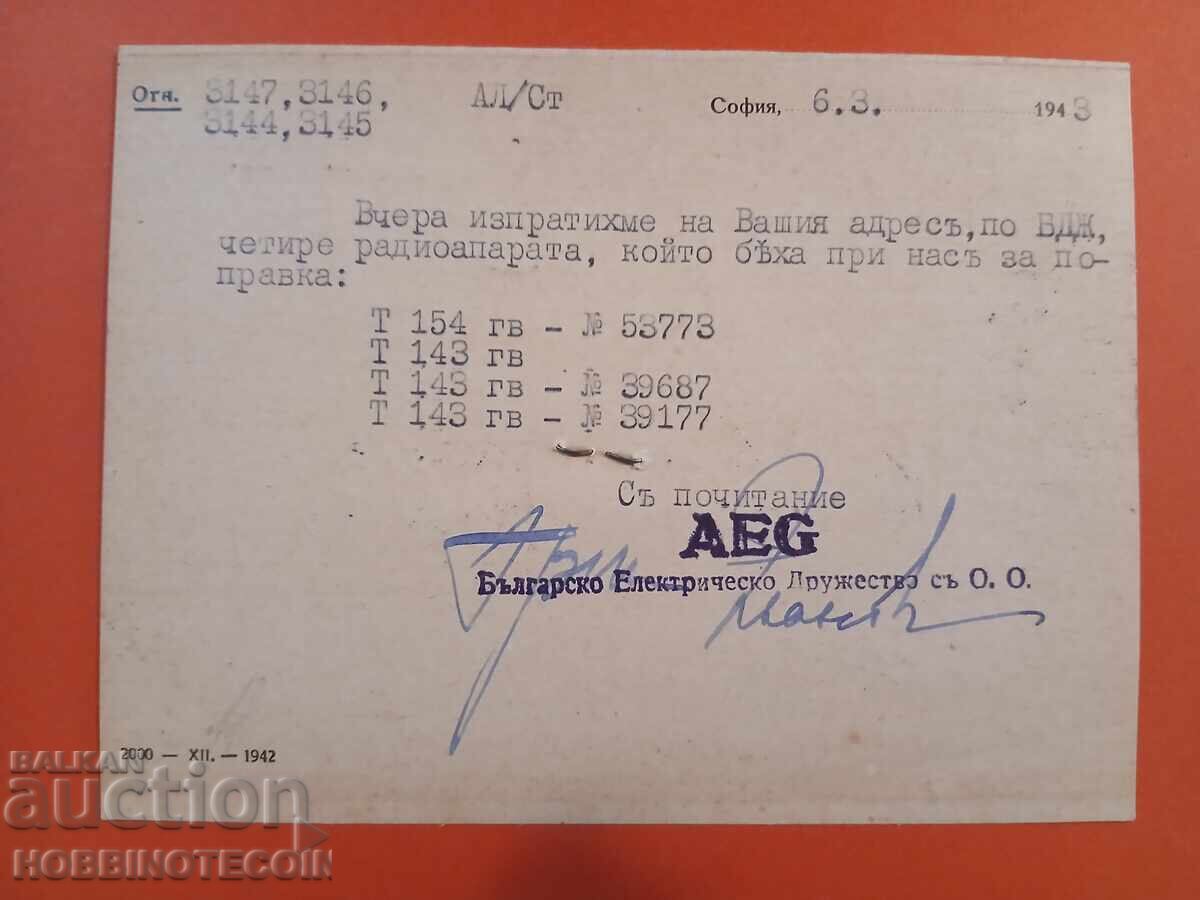 Отн. 3147,3146, АЛ/Ст София, 6.3. 1943
3144,3145
Вчера изпратихме на Вашия адресъ,по БДЖ,
четире радиоапарата, който бѣха при насъ за по-
правка:
Т 154 гв - № 53773
Т 143 гв
Т 143 гв - № 39687
Т 143 гв - № 39177
Съ почитание
AEG
Българско Електрическо Дружество съ О. О.
2000 — XII. — 1942
BALKAN
auction
HOBBINOTECOIN